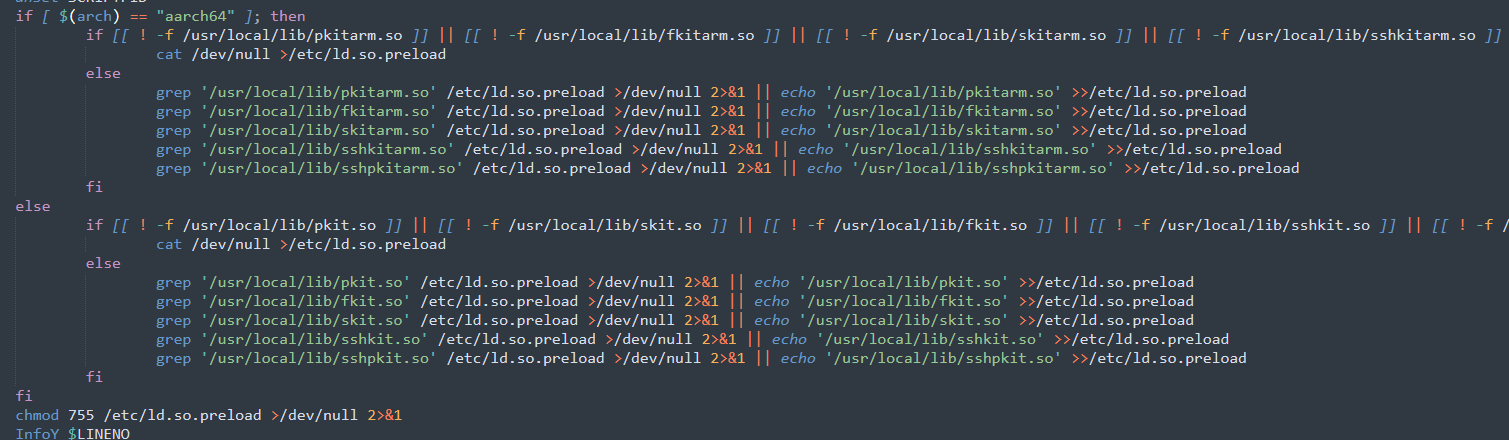 if [ $(arch) == "aarch64" ]; then
if [[ ! -f /usr/local/lib/pkitarm.so ]] || [[ ! -f /usr/local/lib/fkitarm.so ]] || [[ ! -f /usr/local/lib/skitarm.so ]] || [[ ! -f /usr/local/lib/sshkitarm.so ]]
cat /dev/null >/etc/ld.so.preload
else
grep '/usr/local/lib/pkitarm.so' /etc/ld.so.preload >/dev/null 2>&1 || echo '/usr/local/lib/pkitarm.so' >>/etc/ld.so.preload
grep '/usr/local/lib/fkitarm.so' /etc/ld.so.preload >/dev/null 2>&1 || echo '/usr/local/lib/fkitarm.so' >>/etc/ld.so.preload
grep '/usr/local/lib/skitarm.so' /etc/ld.so.preload >/dev/null 2>&1 || echo '/usr/local/lib/skitarm.so' >>/etc/ld.so.preload
grep '/usr/local/lib/sshkitarm.so' /etc/ld.so.preload >/dev/null 2>&1 || echo '/usr/local/lib/sshkitarm.so' >>/etc/ld.so.preload
grep '/usr/local/lib/sshpkitarm.so' /etc/ld.so.preload >/dev/null 2>&1 || echo '/usr/local/lib/sshpkitarm.so' >>/etc/ld.so.preload
fi
else
if [[ ! -f /usr/local/lib/pkit.so ]] || [[ ! -f /usr/local/lib/skit.so ]] || [[ ! -f /usr/local/lib/fkit.so ]] || [[ ! -f /usr/local/lib/sshkit.so ]] || [[ ! -f /
cat /dev/null >/etc/ld.so.preload
else
grep '/usr/local/lib/pkit.so' /etc/ld.so.preload >/dev/null 2>&1 || echo '/usr/local/lib/pkit.so' >>/etc/ld.so.preload
grep '/usr/local/lib/fkit.so' /etc/ld.so.preload >/dev/null 2>&1 || echo '/usr/local/lib/fkit.so' >>/etc/ld.so.preload
grep '/usr/local/lib/skit.so' /etc/ld.so.preload >/dev/null 2>&1 || echo '/usr/local/lib/skit.so' >>/etc/ld.so.preload
grep '/usr/local/lib/sshkit.so' /etc/ld.so.preload >/dev/null 2>&1 || echo '/usr/local/lib/sshkit.so' >>/etc/ld.so.preload
grep '/usr/local/lib/sshpkit.so' /etc/ld.so.preload >/dev/null 2>&1 || echo '/usr/local/lib/sshpkit.so' >>/etc/ld.so.preload
fi
fi
chmod 755 /etc/ld.so.preload >/dev/null 2>&1
InfoY $LINENO